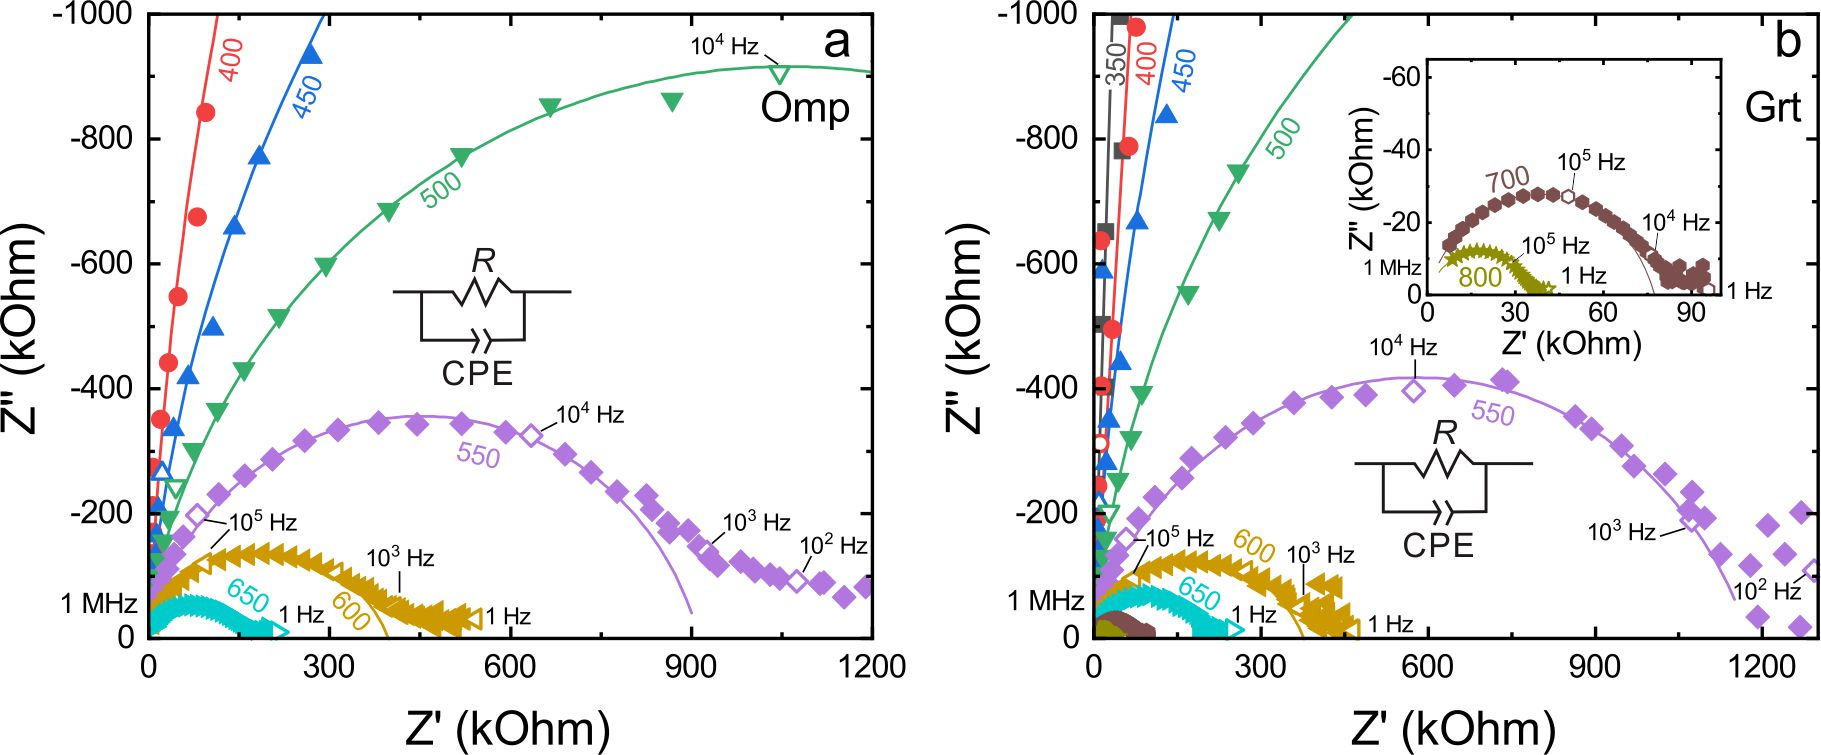 -1000
-800
-600
-400
-200
0
Z" (kOhm)
0
300
600
900
1200
Z' (kOhm)
a
Omp
400
450
500
550
600
650
10⁴ Hz
R
CPE
10⁴ Hz
10⁵ Hz
10³ Hz
10³ Hz
10² Hz
1 MHz
1 Hz
1 Hz
-1000
-800
-600
-400
-200
0
Z" (kOhm)
0
300
600
900
1200
Z' (kOhm)
b
Grt
350
400
450
500
550
600
650
10⁴ Hz
R
CPE
10⁵ Hz
10³ Hz
10³ Hz
10² Hz
1 MHz
1 Hz
1 Hz
-60
-40
-20
0
Z" (kOhm)
0
30
60
90
Z' (kOhm)
700
800
10⁵ Hz
10⁴ Hz
10⁵ Hz
1 MHz
1 Hz
1 Hz